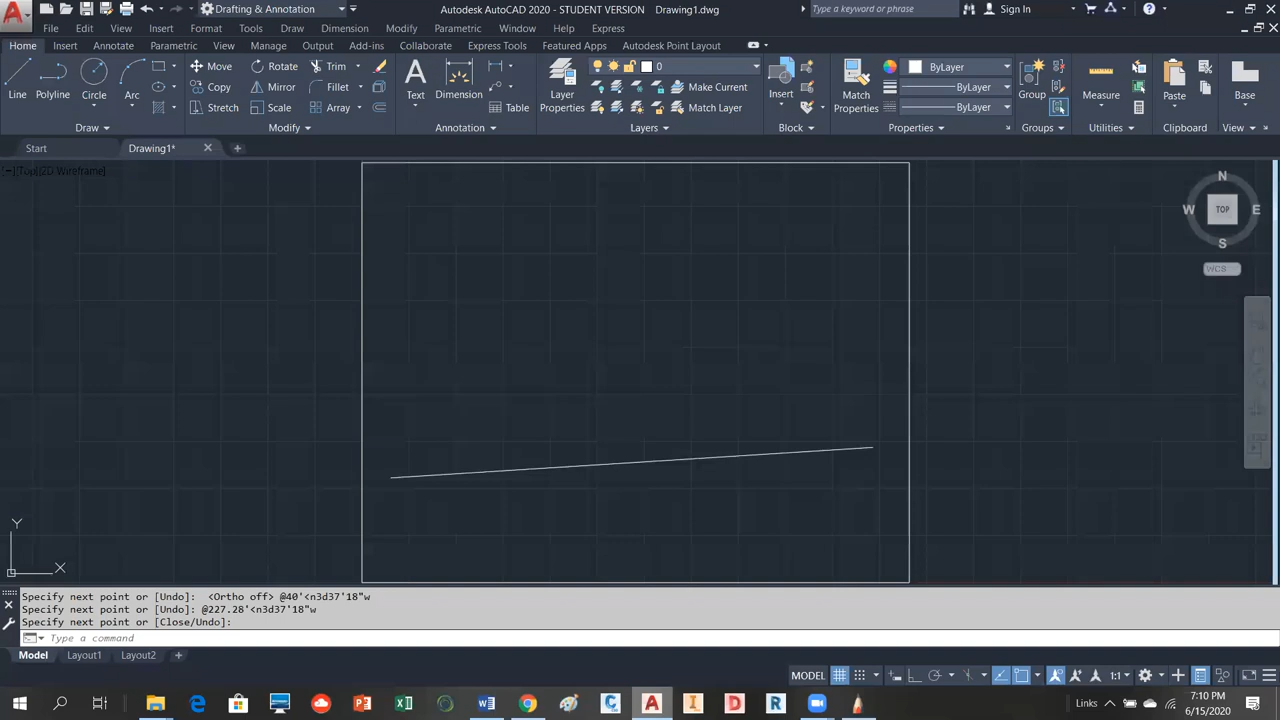 Drafting & Annotation
Autodesk AutoCAD 2020 - STUDENT VERSION Drawing1.dwg
Type a keyword or phrase
Sign In
File Edit View Insert Format Tools Draw Dimension Modify Parametric Window Express
Home Insert Annotate Parametric View Manage Output Add-ins Collaborate Express Tools Featured Apps Autodesk Point Layout
Line
Polyline
Circle
Arc
Draw
Move
Rotate
Trim
Copy
Mirror
Fillet
Stretch
Scale
Array
Modify
Text
Dimension
Table
Annotation
Layer
Properties
0
Make Current
Match Layer
Layers
Insert
Block
Match
Properties
ByLayer
ByLayer
ByLayer
Properties
Group
Groups
Measure
Utilities
Paste
Clipboard
Base
View
Start
Drawing1*
[−][Top][2D Wireframe]
N
W
TOP
E
S
WCS
Y
X
Specify next point or [Undo]: <Ortho off> @40'<n3d37'18"w
Specify next point or [Undo]: @227.28'<n3d37'18"w
Specify next point or [Close/Undo]:
Type a command
Model Layout1 Layout2
MODEL
1:1
Links
7:10 PM
6/15/2020